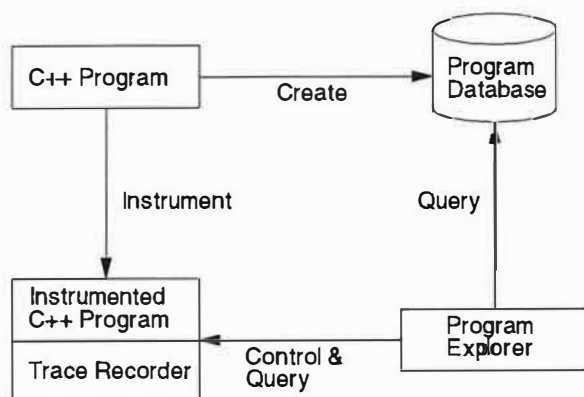 C++ Program
Create
Program
Database
Instrument
Query
Instrumented
C++ Program
Trace Recorder
Control &
Query
Program
Explorer